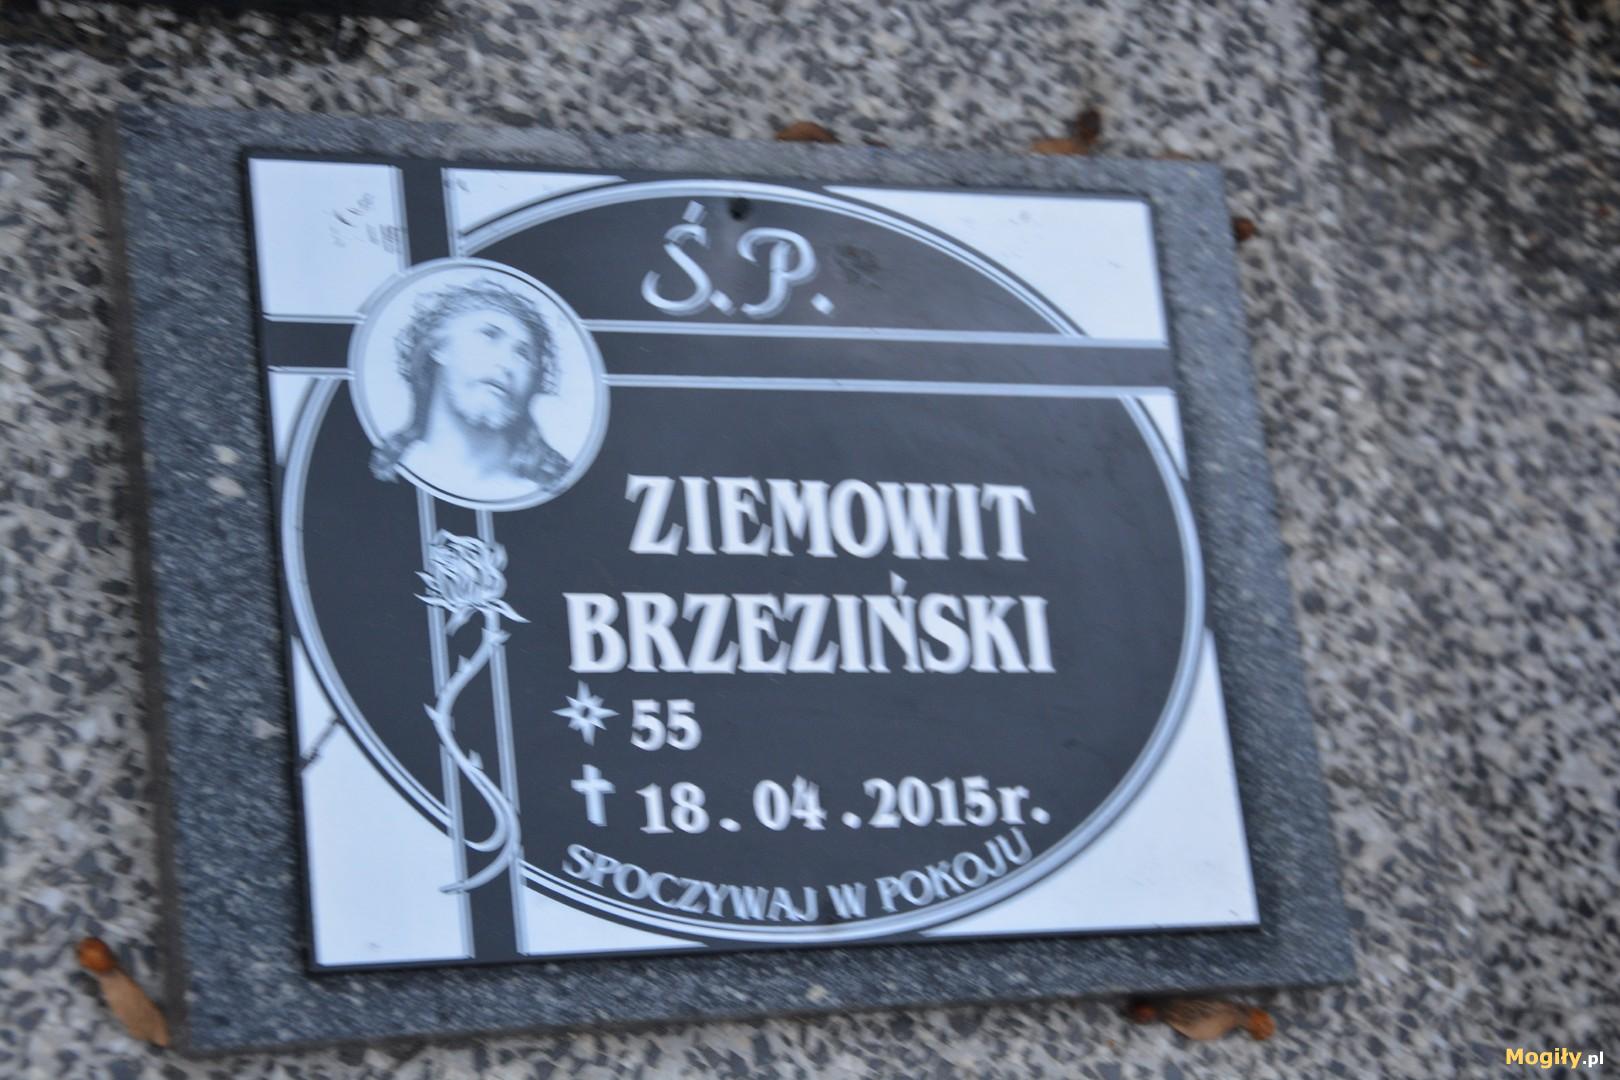 Ś.P.
ZIEMOWIT
BRZEZIŃSKI
55
18.04.2015r.
SPOCZYWAJ W POKOJU
Mogiły.pl